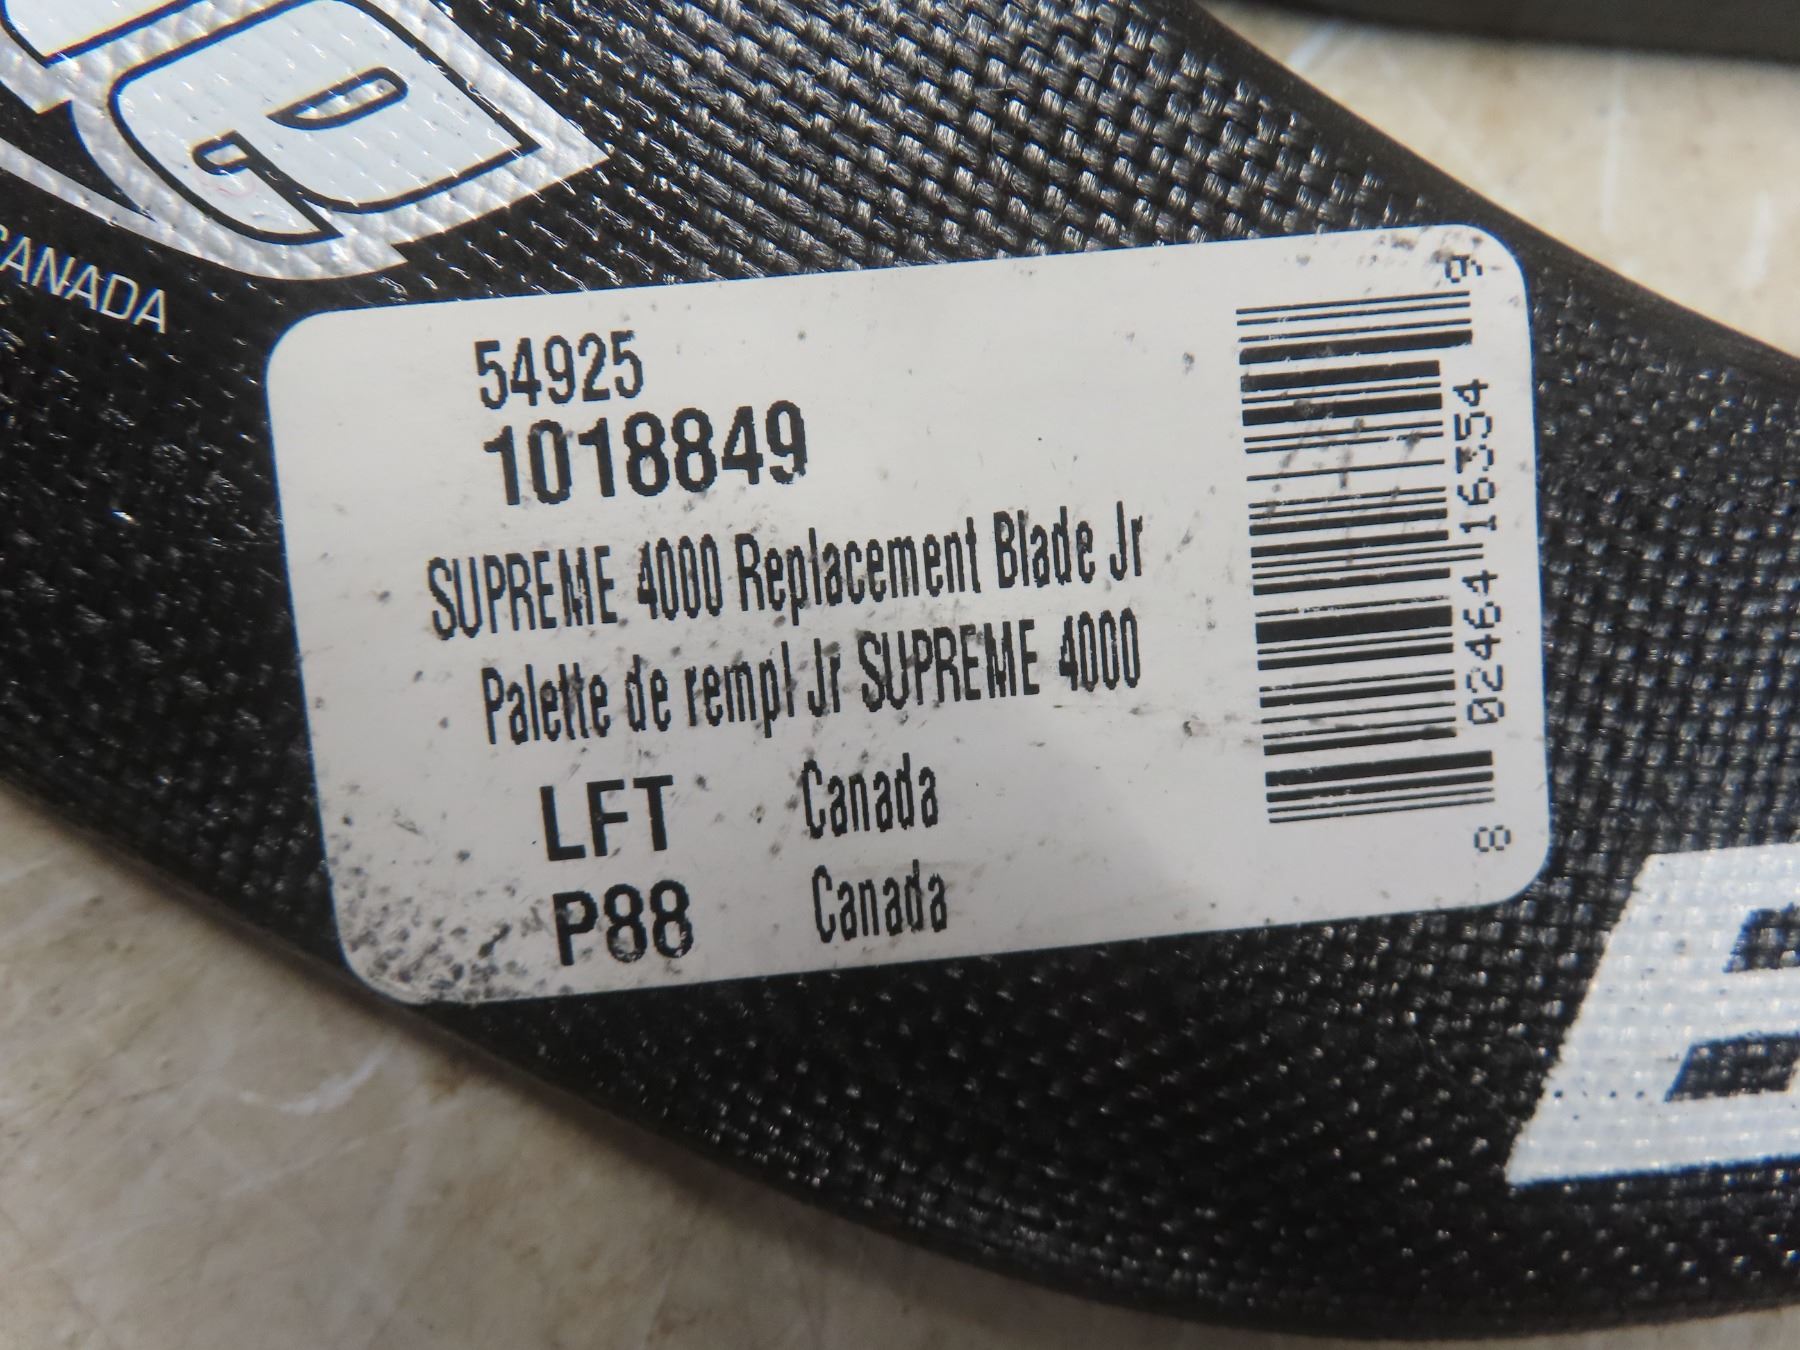 e
CANADA
54925
1018849
SUPREME 4000 Replacement Blade Jr
Palette de rempl Jr SUPREME 4000
LFT Canada
P88 Canada
8 02464 16354 9